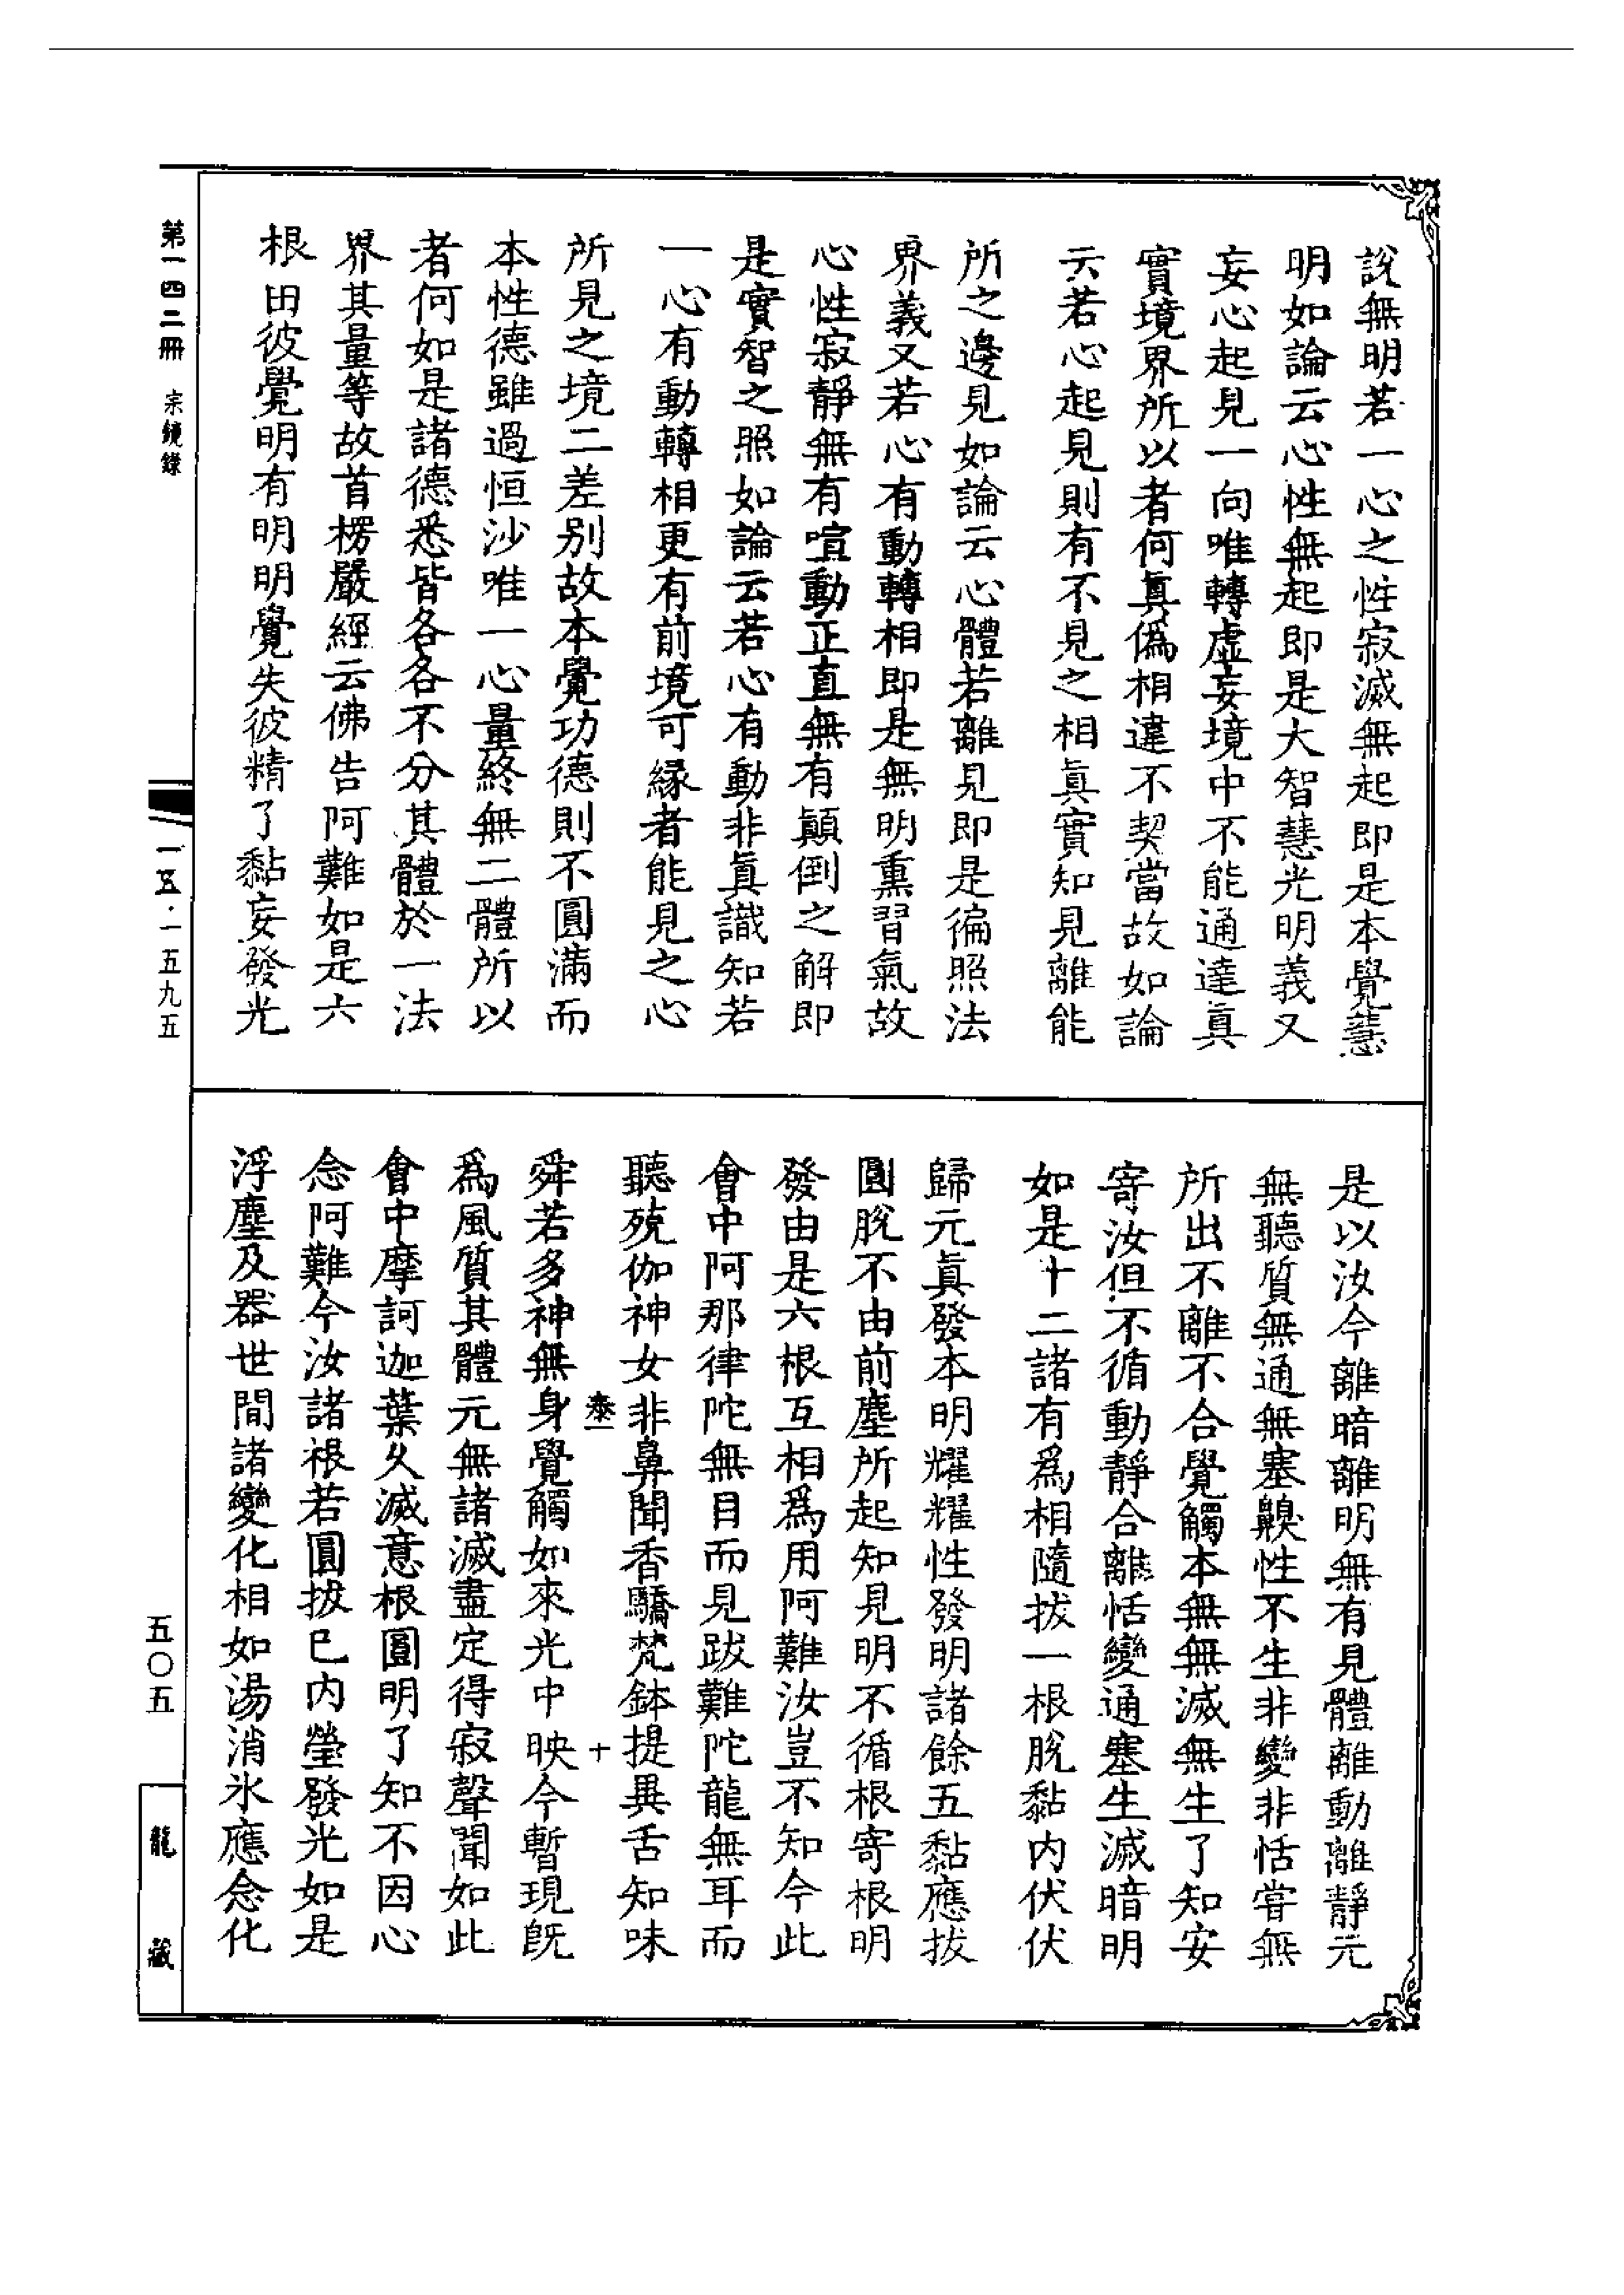 說無明若一心之性寂滅無起即是本覺慧
明如論云心性無起即是大智慧光明義又
妄心起見一向唯轉虛妄境中不能通達真
實境界所以者何真偽相違不契當故如論
云若心起見則有不見之相真實知見離能
所之邊見如論云心體若離見即是徧照法
界義又若心有動轉相即是無明熏習氣故
心性寂靜無有喧動正直無有顛倒之解即
是實智之照如論云若心有動非真識知若
一心有動轉相更有前境可緣者能見之心
所見之境二差别故本覺功德則不圓滿而
本性德雖過恒沙唯一心量終無二體所以
者何如是諸德悉皆各各不分其體於一法
界其量等故首楞嚴經云佛告阿難如是六
根由彼覺明有明明覺失彼精了黏妄發光
是以汝今離暗離明無有見體離動離靜元
無聽質無通無塞齅性不生非變非恬甞無
所出不離不合覺觸本無無滅無生了知安
寄汝但不循動靜合離恬變通塞生滅暗明
如是十二諸有為相隨拔一根脫黏内伏伏
歸元真發本明耀耀性發明諸餘五黏應拔
圓脫不由前塵所起知見明不循根寄根明
發由是六根互相為用阿難汝豈不知今此
會中阿那律陀無目而見跋難陀龍無耳而
聽殑伽神女非鼻聞香驕梵鉢提異舌知味
泰一
十
舜若多神無身覺觸如來光中映今暫現既
為風質其體元無諸滅盡定得寂聲聞如此
會中摩訶迦葉久滅意根圓明了知不因心
念阿難今汝諸根若圓拔已内瑩發光如是
浮塵及器世間諸變化相如湯消氷應念化
第一四二冊 宗鏡錄
一五·一五九五
五〇五
龍藏